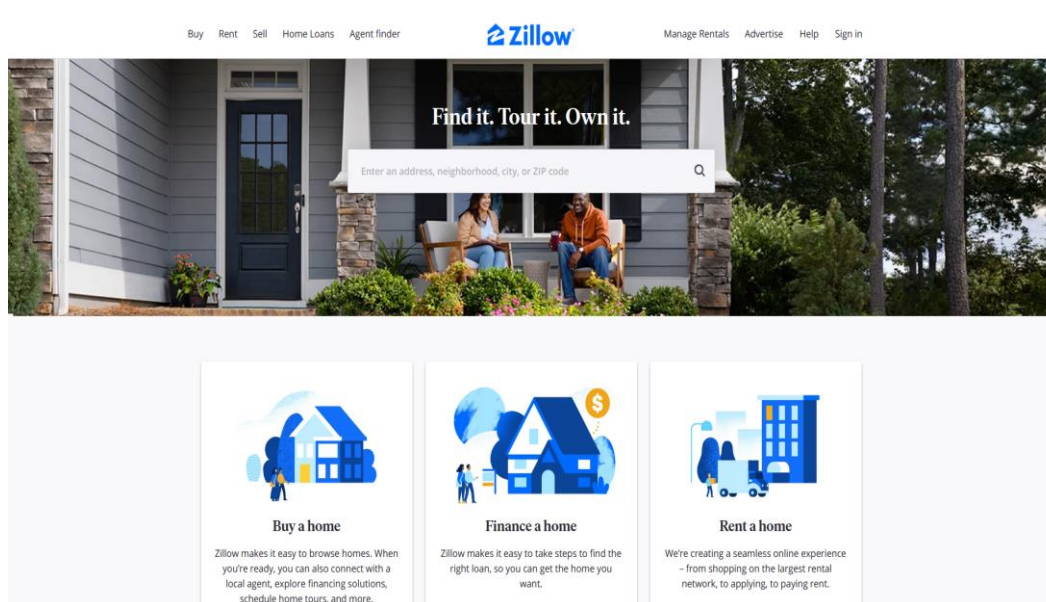 Buy Rent Sell Home Loans Agent finder Zillow Manage Rentals Advertise Help Sign in
Find it. Tour it. Own it.
Enter an address, neighborhood, city, or ZIP code
$
Buy a home
Zillow makes it easy to browse homes. When
you're ready, you can also connect with a
local agent, explore financing solutions,
schedule home tours, and more.
Finance a home
Zillow makes it easy to take steps to find the
right loan, so you can get the home you
want.
Rent a home
We're creating a seamless online experience
– from shopping on the largest rental
network, to applying, to paying rent.